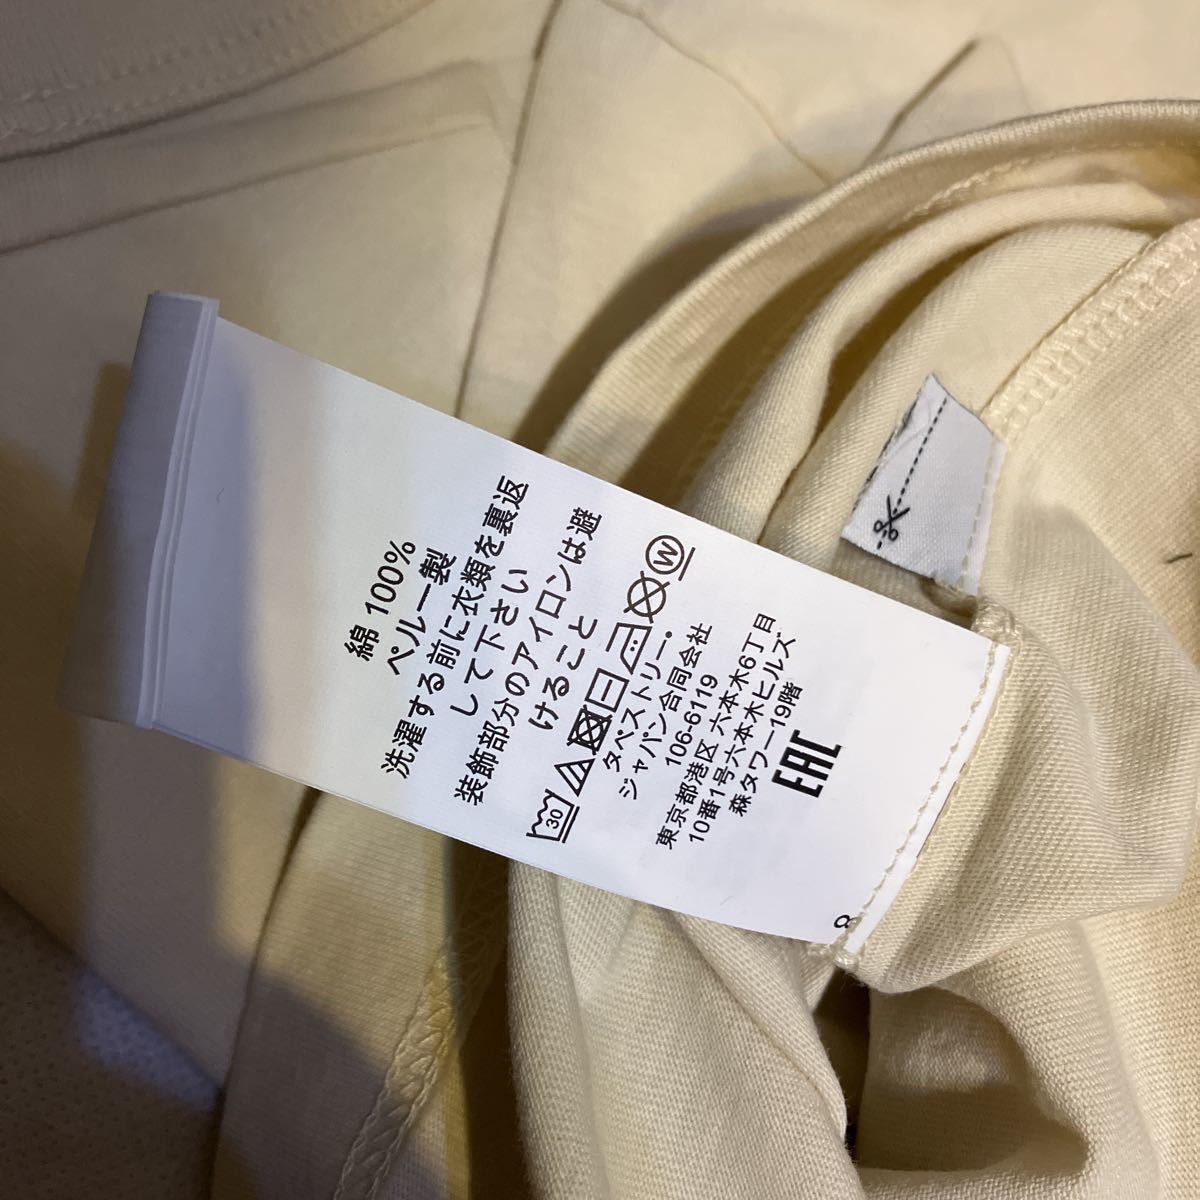 綿 100%
ペルー製
洗濯する前に衣類を裏返
して下さい
装飾部分のアイロンは避
けること
30
W
タペストリー・
ジャパン合同会社
106-6119
東京都港区 六本木6丁目
10番1号六本木ヒルズ
森タワー19階
EAC
8